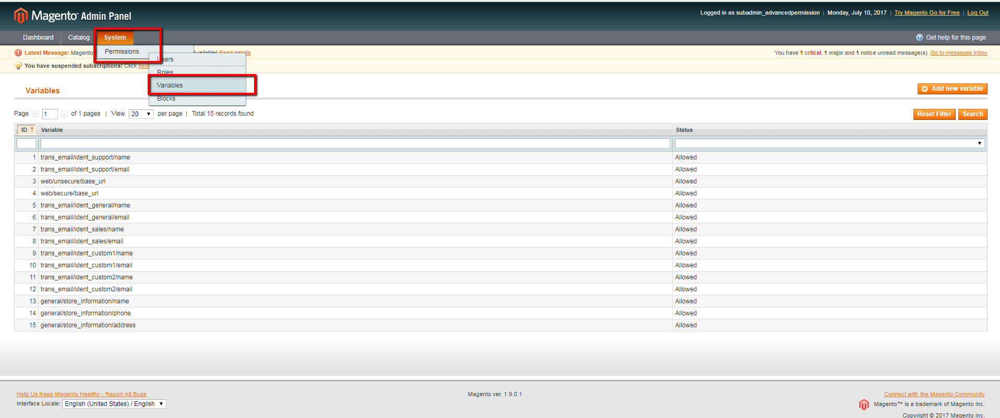 Magento™ Admin Panel
Logged in as subadmin_advancedpermission | Monday, July 10, 2017 | Try Magento Go for Free | Log Out
Dashboard Catalog System
Get help for this page
Permissions
Latest Message: Magento Available! Read details
You have 1 critical, 1 major and 1 notice unread message(s). Go to messages inbox
Users
You have suspended subscriptions! Click here
Roles
Variables
Blocks
Variables
Add new variable
Page 1 of 1 pages | View 20 per page | Total 15 records found
Reset Filter Search
ID Variable Status
1 trans_email/ident_support/name Allowed
2 trans_email/ident_support/email Allowed
3 web/unsecure/base_url Allowed
4 web/secure/base_url Allowed
5 trans_email/ident_general/name Allowed
6 trans_email/ident_general/email Allowed
7 trans_email/ident_sales/name Allowed
8 trans_email/ident_sales/email Allowed
9 trans_email/ident_custom1/name Allowed
10 trans_email/ident_custom1/email Allowed
11 trans_email/ident_custom2/name Allowed
12 trans_email/ident_custom2/email Allowed
13 general/store_information/name Allowed
14 general/store_information/phone Allowed
15 general/store_information/address Allowed
Help Us Keep Magento Healthy - Report All Bugs
Interface Locale: English (United States) / English
Magento ver. 1.9.0.1
Connect with the Magento Community
Magento™ is a trademark of Magento Inc.
Copyright © 2017 Magento Inc.